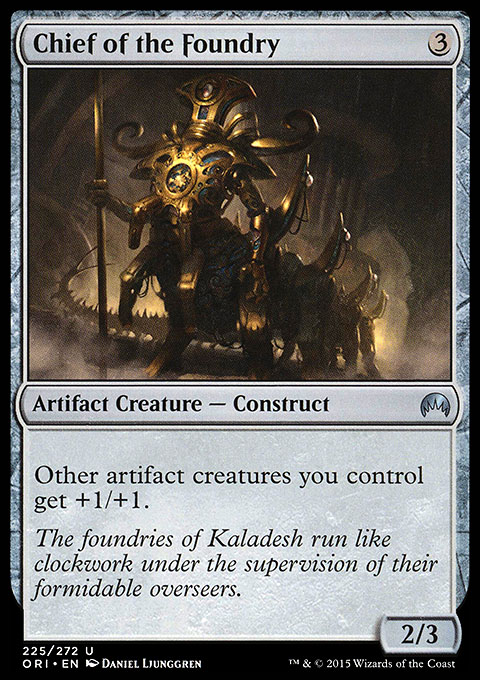 Chief of the Foundry 3
Artifact Creature — Construct
Other artifact creatures you control
get +1/+1.
The foundries of Kaladesh run like
clockwork under the supervision of their
formidable overseers.
2/3
225/272 U
ORI • EN Daniel Ljunggren
™ & © 2015 Wizards of the Coast